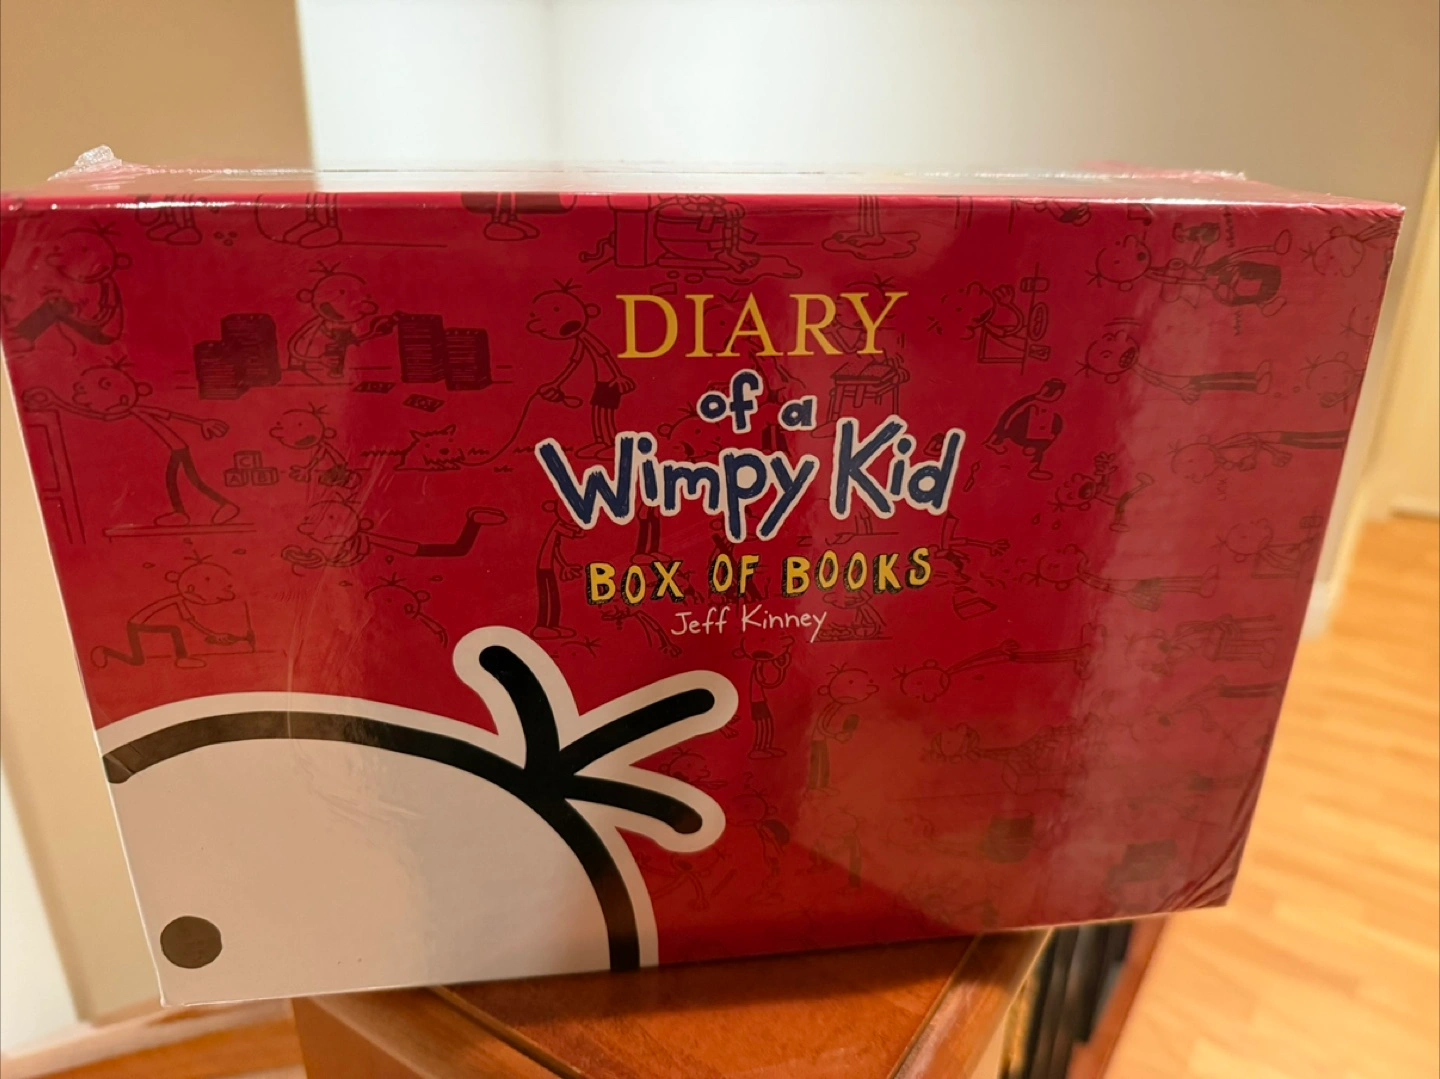 DIARY
of a
Wimpy Kid
BOX OF BOOKS
Jeff Kinney